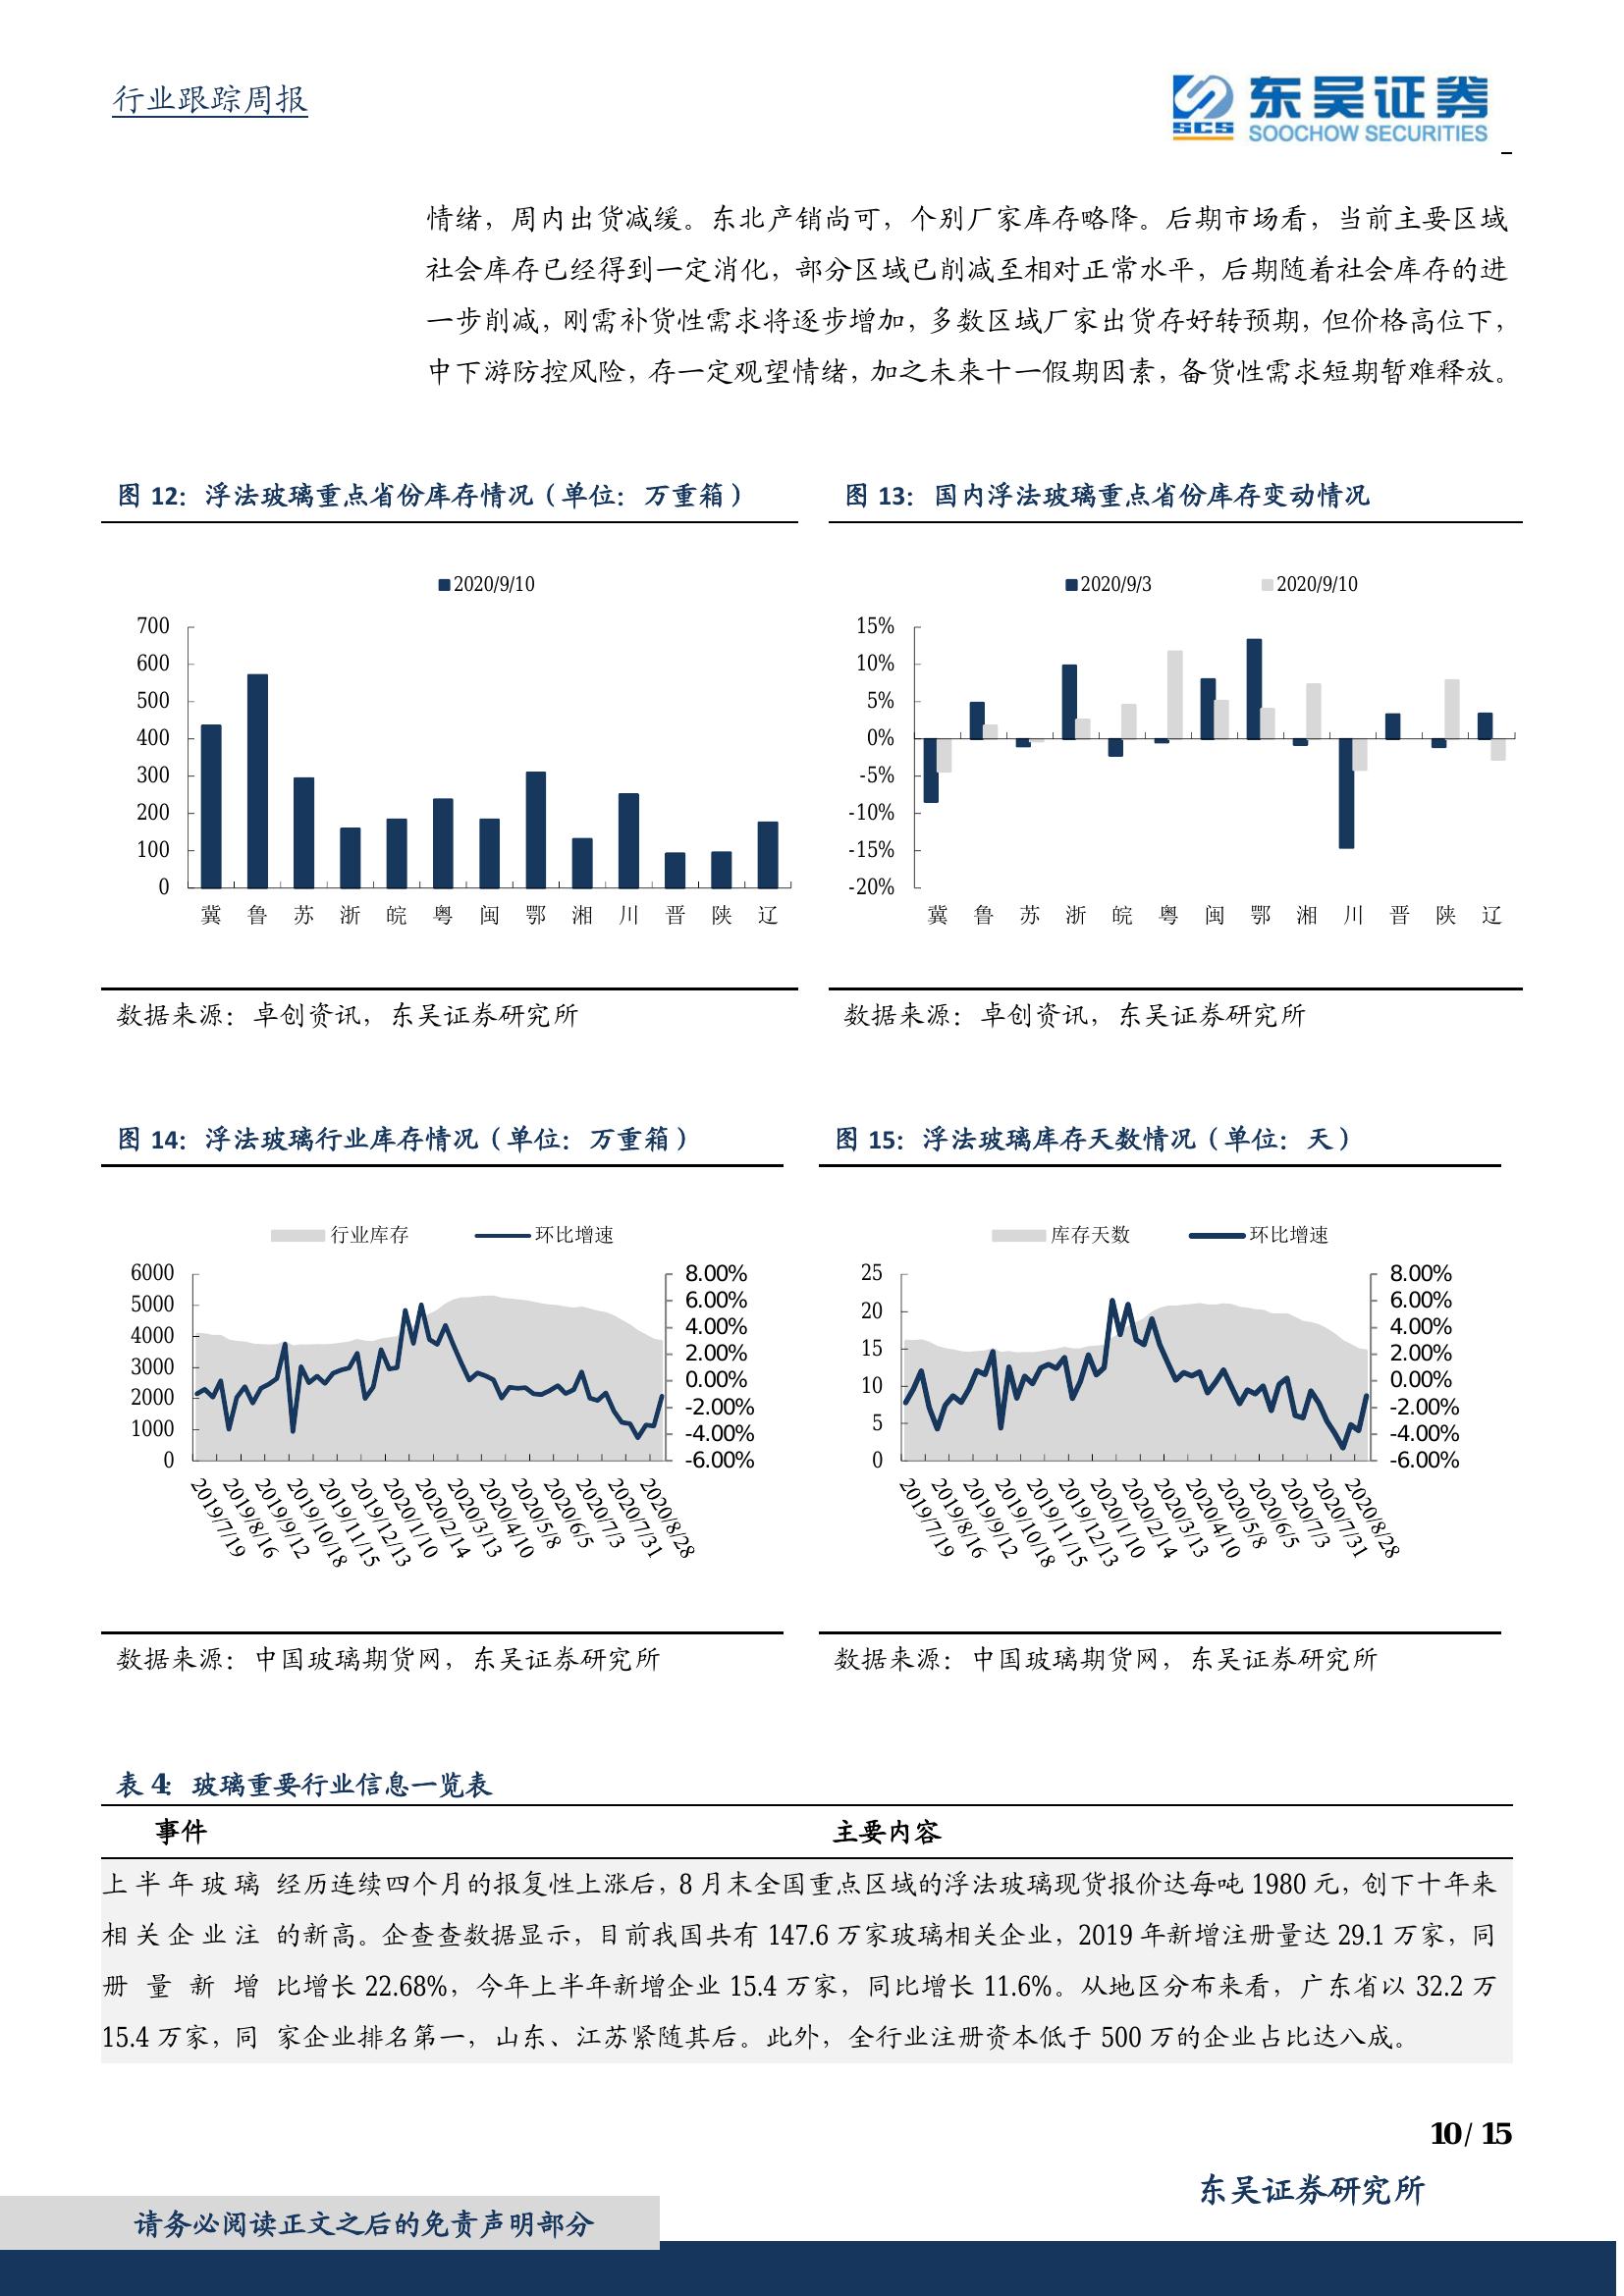 行业跟踪周报
东吴证券
SCS
SOOCHOW SECURITIES
情绪，周内出货减缓。东北产销尚可，个别厂家库存略降。后期市场看，当前主要区域
社会库存已经得到一定消化，部分区域已削减至相对正常水平，后期随着社会库存的进
一步削减，刚需补货性需求将逐步增加，多数区域厂家出货存好转预期，但价格高位下，
中下游防控风险，存一定观望情绪，加之未来十一假期因素，备货性需求短期暂难释放。
图 12：浮法玻璃重点省份库存情况（单位：万重箱）
2020/9/10
700
600
500
400
300
200
100
0
冀 鲁 苏 浙 皖 粤 闽 鄂 湘 川 晋 陕 辽
数据来源：卓创资讯，东吴证券研究所
图 13：国内浮法玻璃重点省份库存变动情况
2020/9/3 2020/9/10
15%
10%
5%
0%
-5%
-10%
-15%
-20%
冀 鲁 苏 浙 皖 粤 闽 鄂 湘 川 晋 陕 辽
数据来源：卓创资讯，东吴证券研究所
图 14：浮法玻璃行业库存情况（单位：万重箱）
行业库存 环比增速
6000
5000
4000
3000
2000
1000
0
8.00%
6.00%
4.00%
2.00%
0.00%
-2.00%
-4.00%
-6.00%
2019/7/19
2019/8/16
2019/9/12
2019/10/18
2019/11/15
2019/12/13
2020/1/10
2020/2/14
2020/3/13
2020/4/10
2020/5/8
2020/6/5
2020/7/3
2020/7/31
2020/8/28
数据来源：中国玻璃期货网，东吴证券研究所
图 15：浮法玻璃库存天数情况（单位：天）
库存天数 环比增速
25
20
15
10
5
0
8.00%
6.00%
4.00%
2.00%
0.00%
-2.00%
-4.00%
-6.00%
2019/7/19
2019/8/16
2019/9/12
2019/10/18
2019/11/15
2019/12/13
2020/1/10
2020/2/14
2020/3/13
2020/4/10
2020/5/8
2020/6/5
2020/7/3
2020/7/31
2020/8/28
数据来源：中国玻璃期货网，东吴证券研究所
表 4：玻璃重要行业信息一览表
事件 主要内容
上半年玻璃 经历连续四个月的报复性上涨后，8 月末全国重点区域的浮法玻璃现货报价达每吨 1980 元，创下十年来
相关企业注 的新高。企查查数据显示，目前我国共有 147.6 万家玻璃相关企业，2019 年新增注册量达 29.1 万家，同
册量新增 比增长 22.68%，今年上半年新增企业 15.4 万家，同比增长 11.6%。从地区分布来看，广东省以 32.2 万
15.4 万家，同 家企业排名第一，山东、江苏紧随其后。此外，全行业注册资本低于 500 万的企业占比达八成。
10 / 15
东吴证券研究所
请务必阅读正文之后的免责声明部分